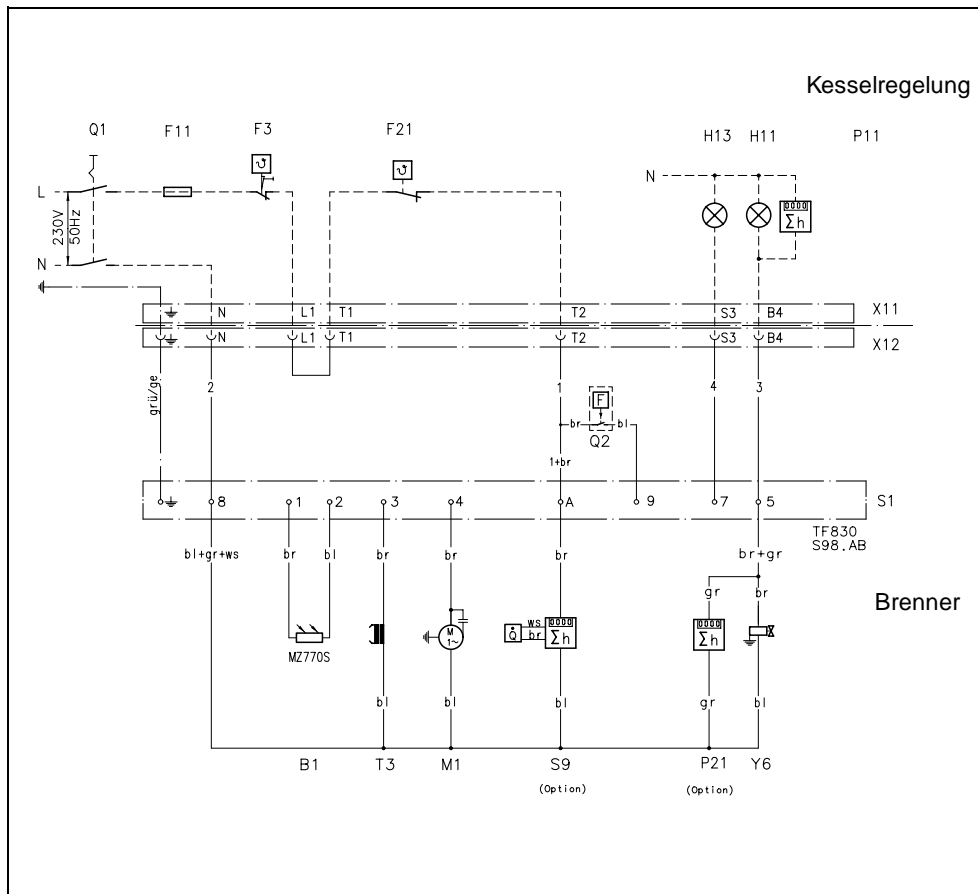 Kesselregelung
Q1 F11 F3 F21 H13 H11 P11
ϑ ϑ
N
L
0000
Σh
230V
50Hz
N
N L1 T1 T2 S3 B4 X11
N L1 T1 T2 S3 B4 X12
grü/ge 2 1 4 3
F
br bl
Q2
1+br
8 1 2 3 4 A 9 7 5 S1
TF830
S98.AB
bl+gr+ws br bl br br br br+gr
gr br
Brenner
M
1~
Q ws
br
0000
Σh
0000
Σh
MZ770S
bl bl bl gr bl
B1 T3 M1 S9 P21 Y6
(Option) (Option)